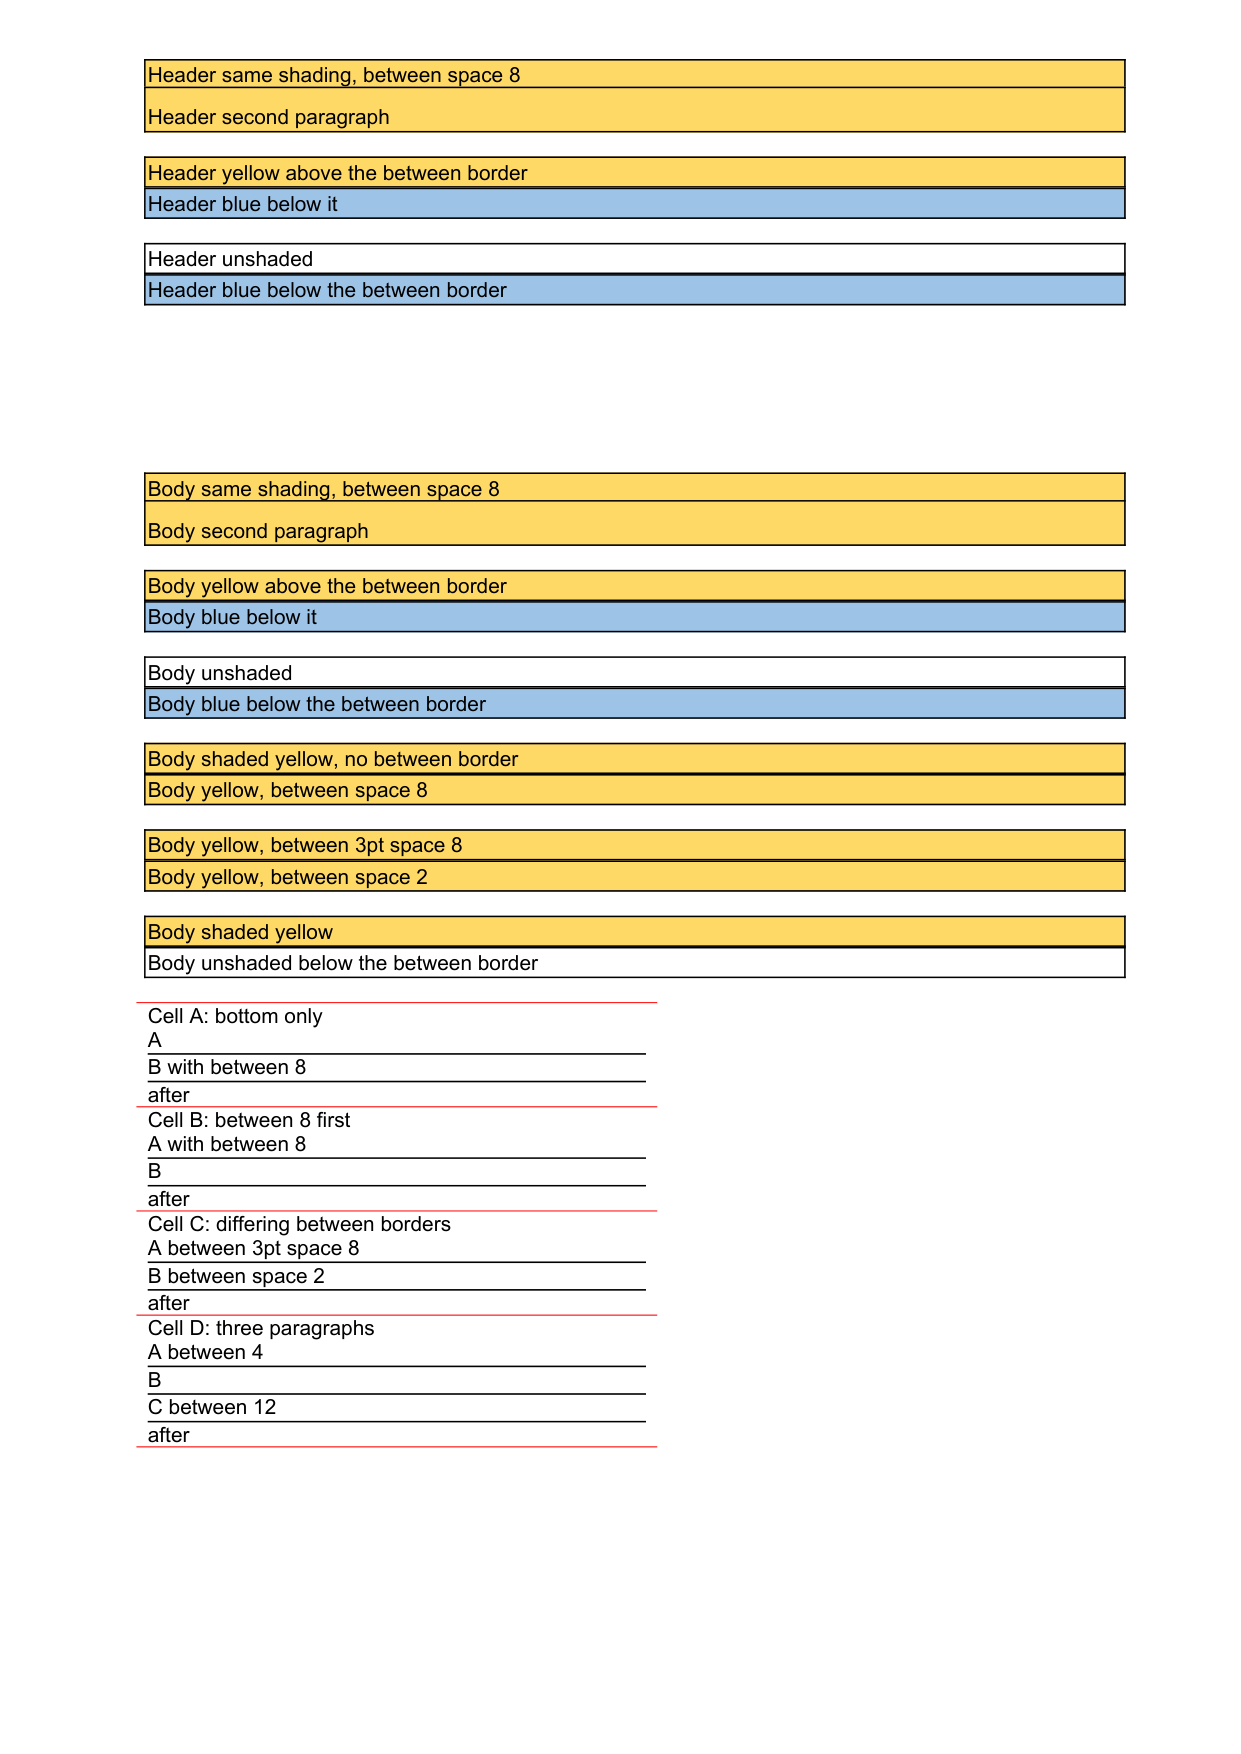 Header same shading, between space 8
Header second paragraph
Header yellow above the between border
Header blue below it
Header unshaded
Header blue below the between border
Body same shading, between space 8
Body second paragraph
Body yellow above the between border
Body blue below it
Body unshaded
Body blue below the between border
Body shaded yellow, no between border
Body yellow, between space 8
Body yellow, between 3pt space 8
Body yellow, between space 2
Body shaded yellow
Body unshaded below the between border
Cell A: bottom only
A
B with between 8
after
Cell B: between 8 first
A with between 8
B
after
Cell C: differing between borders
A between 3pt space 8
B between space 2
after
Cell D: three paragraphs
A between 4
B
C between 12
after